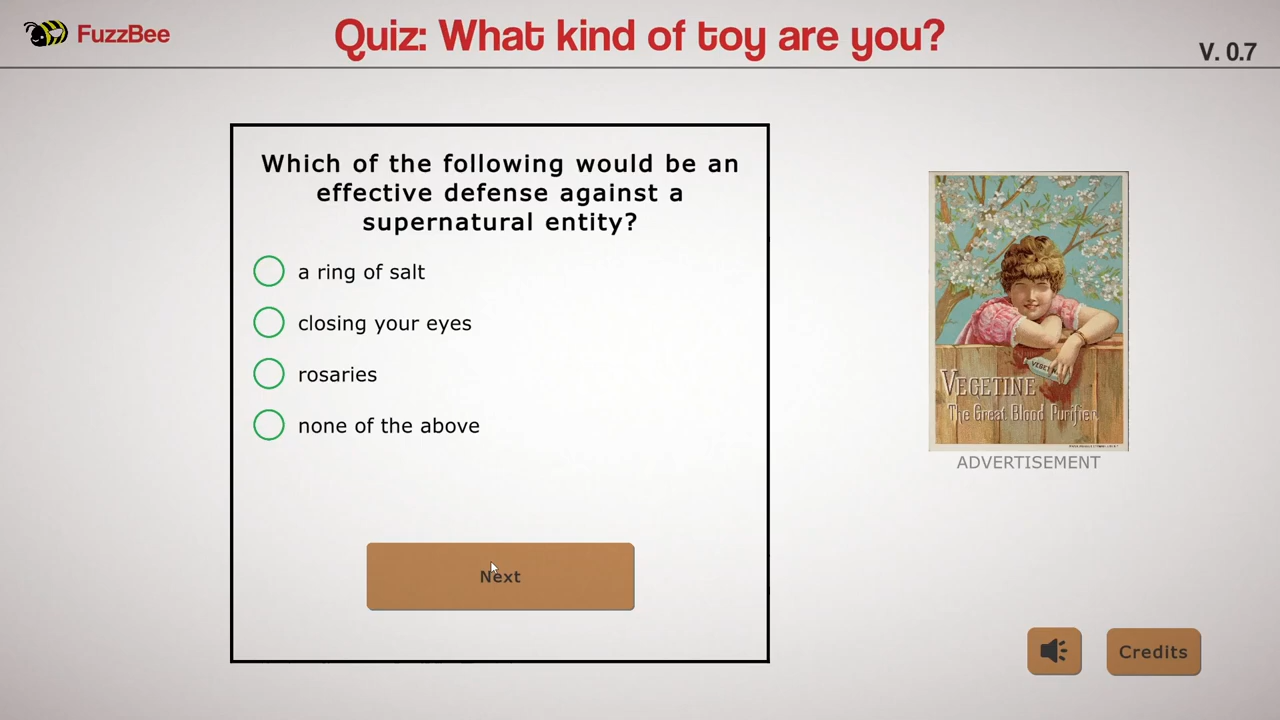 FuzzBee
Quiz: What kind of toy are you?
V. 0.7
Which of the following would be an
effective defense against a
supernatural entity?
a ring of salt
closing your eyes
rosaries
none of the above
Next
VEGETINE
The Great Blood Purifier
ADVERTISEMENT
Credits